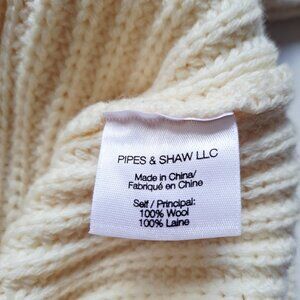 PIPES & SHAW LLC
Made in China/
Fabriqué en Chine
Self / Principal:
100% Wool
100% Laine